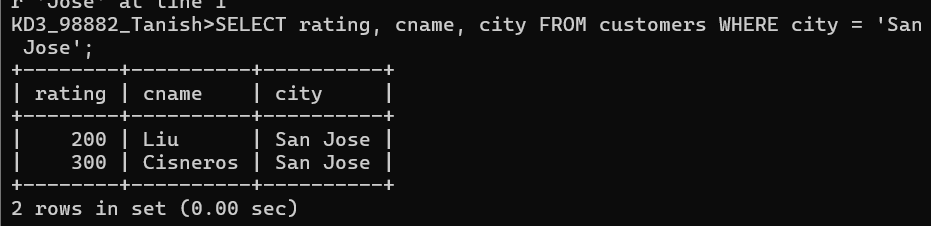 r 'Jose' at line 1
KD3_98882_Tanish>SELECT rating, cname, city FROM customers WHERE city = 'San
 Jose';
+--------+----------+----------+
| rating | cname    | city     |
+--------+----------+----------+
|    200 | Liu      | San Jose |
|    300 | Cisneros | San Jose |
+--------+----------+----------+
2 rows in set (0.00 sec)